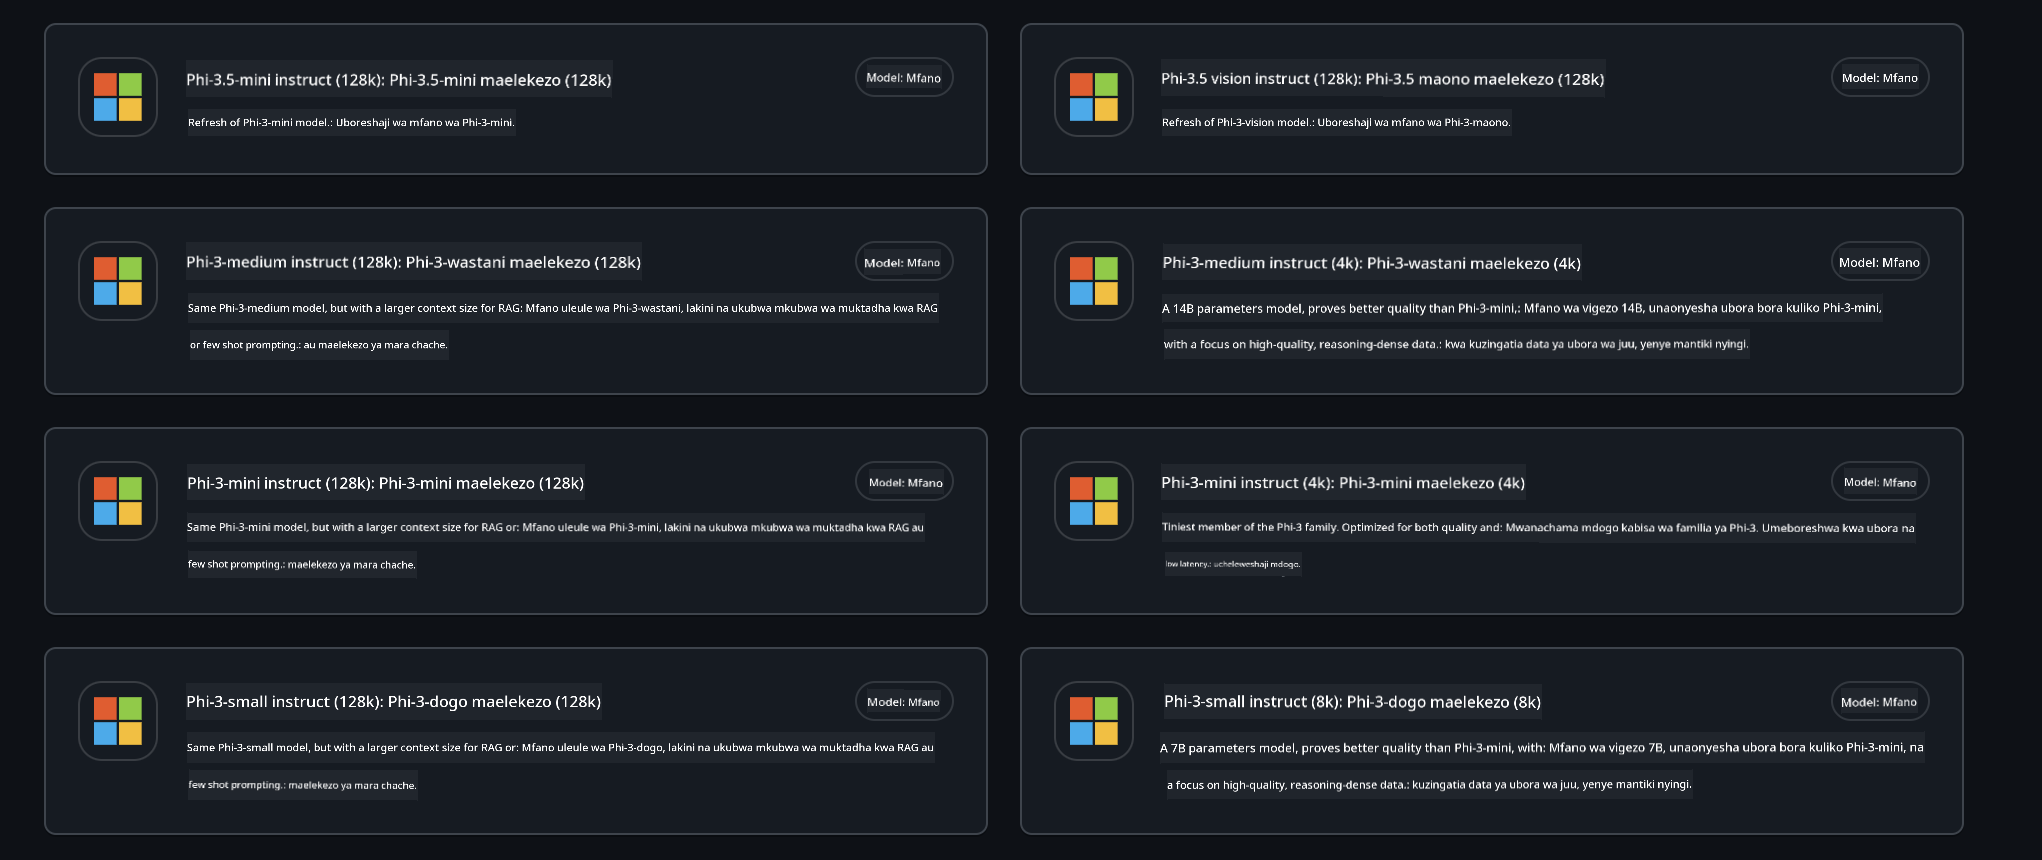 Phi-3.5-mini instruct (128k): Phi-3.5-mini maelekezo (128k)
Model: Mfano
Refresh of Phi-3-mini model.: Uboreshaji wa mfano wa Phi-3-mini.
Phi-3.5 vision instruct (128k): Phi-3.5 maono maelekezo (128k)
Model: Mfano
Refresh of Phi-3-vision model.: Uboreshaji wa mfano wa Phi-3-maono.
Phi-3-medium instruct (128k): Phi-3-wastani maelekezo (128k)
Model: Mfano
Same Phi-3-medium model, but with a larger context size for RAG: Mfano uleule wa Phi-3-wastani, lakini na ukubwa mkubwa wa muktadha kwa RAG
or few shot prompting.: au maelekezo ya mara chache.
Phi-3-medium instruct (4k): Phi-3-wastani maelekezo (4k)
Model: Mfano
A 14B parameters model, proves better quality than Phi-3-mini,: Mfano wa vigezo 14B, unaonyesha ubora bora kuliko Phi-3-mini,
with a focus on high-quality, reasoning-dense data.: kwa kuzingatia data ya ubora wa juu, yenye mantiki nyingi.
Phi-3-mini instruct (128k): Phi-3-mini maelekezo (128k)
Model: Mfano
Same Phi-3-mini model, but with a larger context size for RAG or: Mfano uleule wa Phi-3-mini, lakini na ukubwa mkubwa wa muktadha kwa RAG au
few shot prompting.: maelekezo ya mara chache.
Phi-3-mini instruct (4k): Phi-3-mini maelekezo (4k)
Model: Mfano
Tiniest member of the Phi-3 family. Optimized for both quality and: Mwanachama mdogo kabisa wa familia ya Phi-3. Umeboreshwa kwa ubora na
low latency.: ucheleweshaji mdogo.
Phi-3-small instruct (128k): Phi-3-dogo maelekezo (128k)
Model: Mfano
Same Phi-3-small model, but with a larger context size for RAG or: Mfano uleule wa Phi-3-dogo, lakini na ukubwa mkubwa wa muktadha kwa RAG au
few shot prompting.: maelekezo ya mara chache.
Phi-3-small instruct (8k): Phi-3-dogo maelekezo (8k)
Model: Mfano
A 7B parameters model, proves better quality than Phi-3-mini, with: Mfano wa vigezo 7B, unaonyesha ubora bora kuliko Phi-3-mini, na
a focus on high-quality, reasoning-dense data.: kuzingatia data ya ubora wa juu, yenye mantiki nyingi.